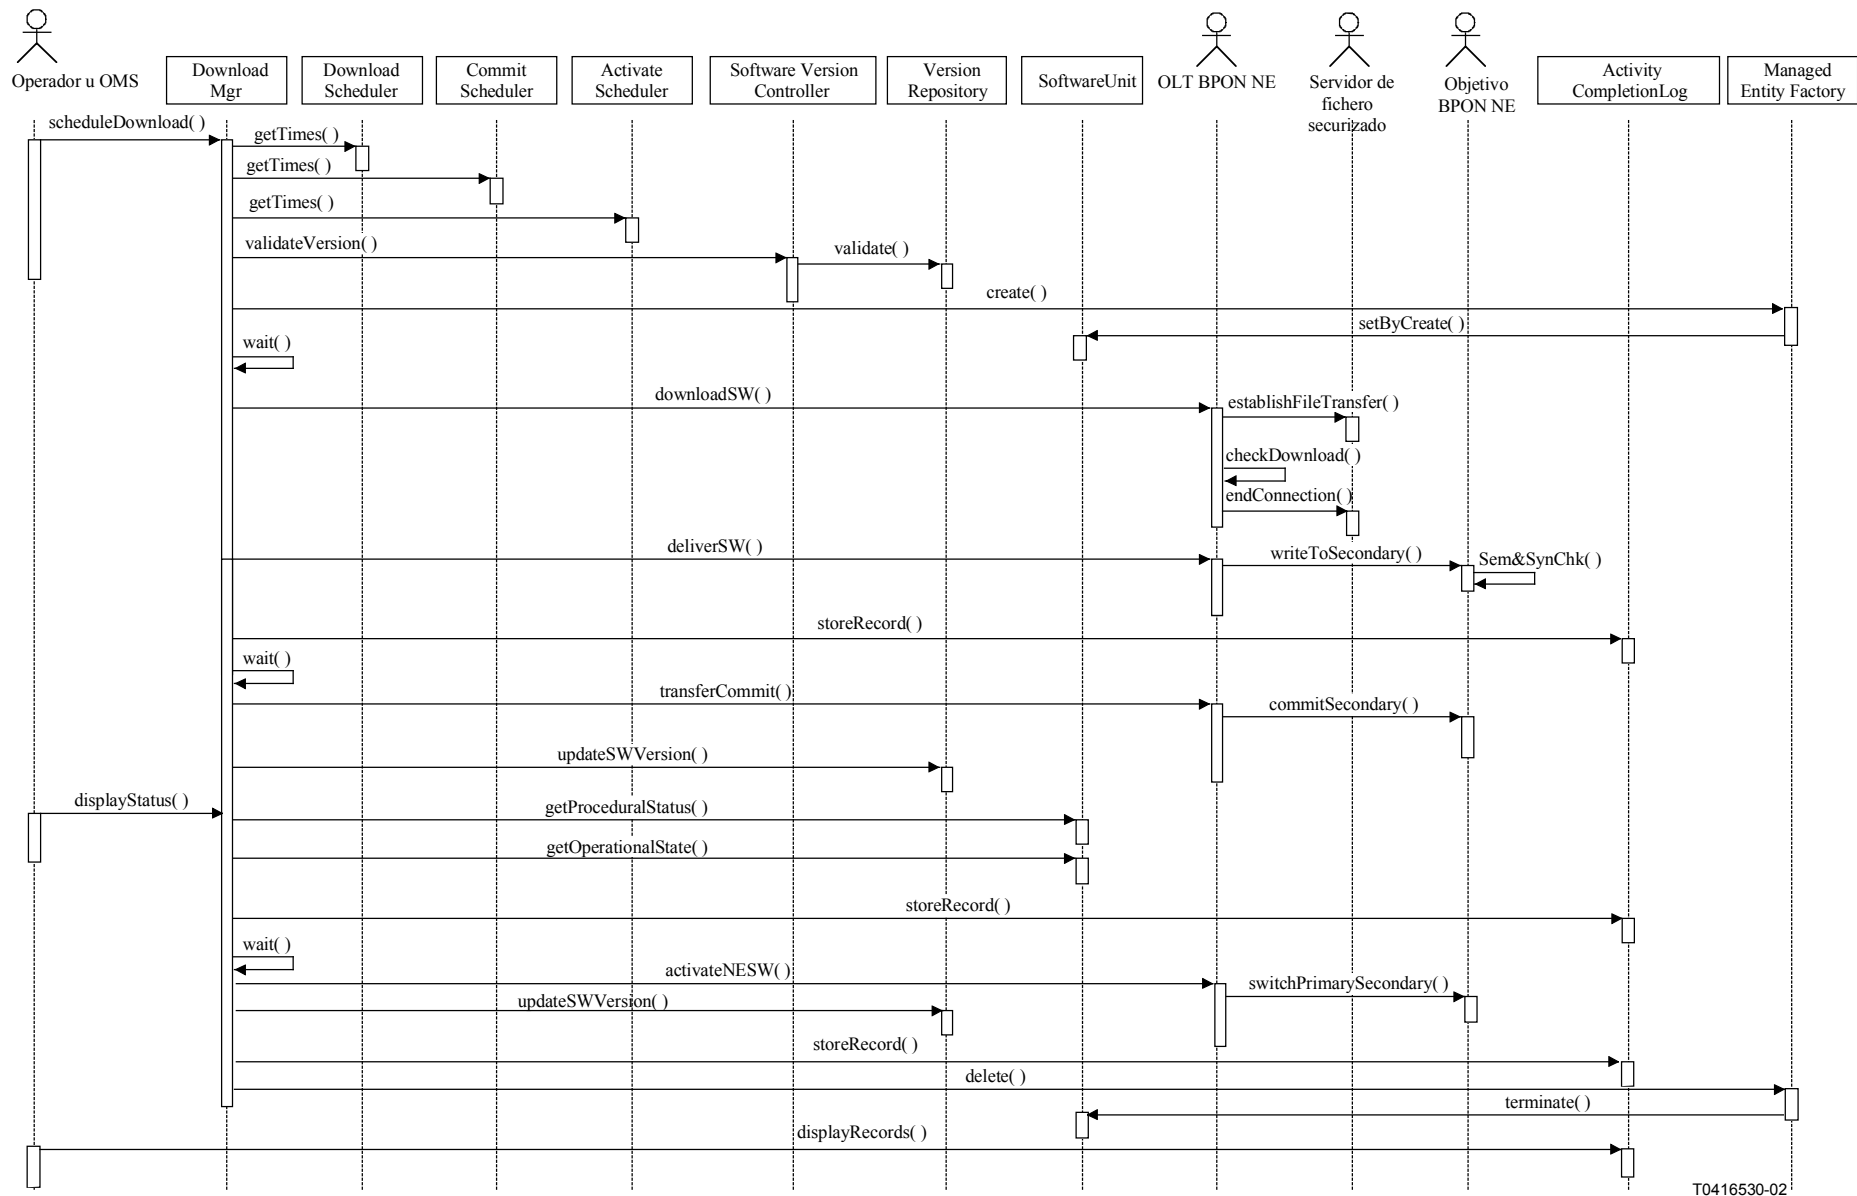 Operador u OMS
Download
Mgr
Download
Scheduler
Commit
Scheduler
Activate
Scheduler
Software Version
Controller
Version
Repository
SoftwareUnit
OLT BPON NE
Servidor de
fichero
securizado
Objetivo
BPON NE
Activity
CompletionLog
Managed
Entity Factory
scheduleDownload( )
getTimes( )
getTimes( )
getTimes( )
validateVersion( )
validate( )
create( )
setByCreate( )
wait( )
downloadSW( )
establishFileTransfer( )
checkDownload( )
endConnection( )
deliverSW( )
writeToSecondary( )
Sem&SynChk( )
storeRecord( )
wait( )
transferCommit( )
commitSecondary( )
updateSWVersion( )
displayStatus( )
getProceduralStatus( )
getOperationalState( )
storeRecord( )
wait( )
activateNESW( )
switchPrimarySecondary( )
updateSWVersion( )
storeRecord( )
delete( )
terminate( )
displayRecords( )
T0416530-02